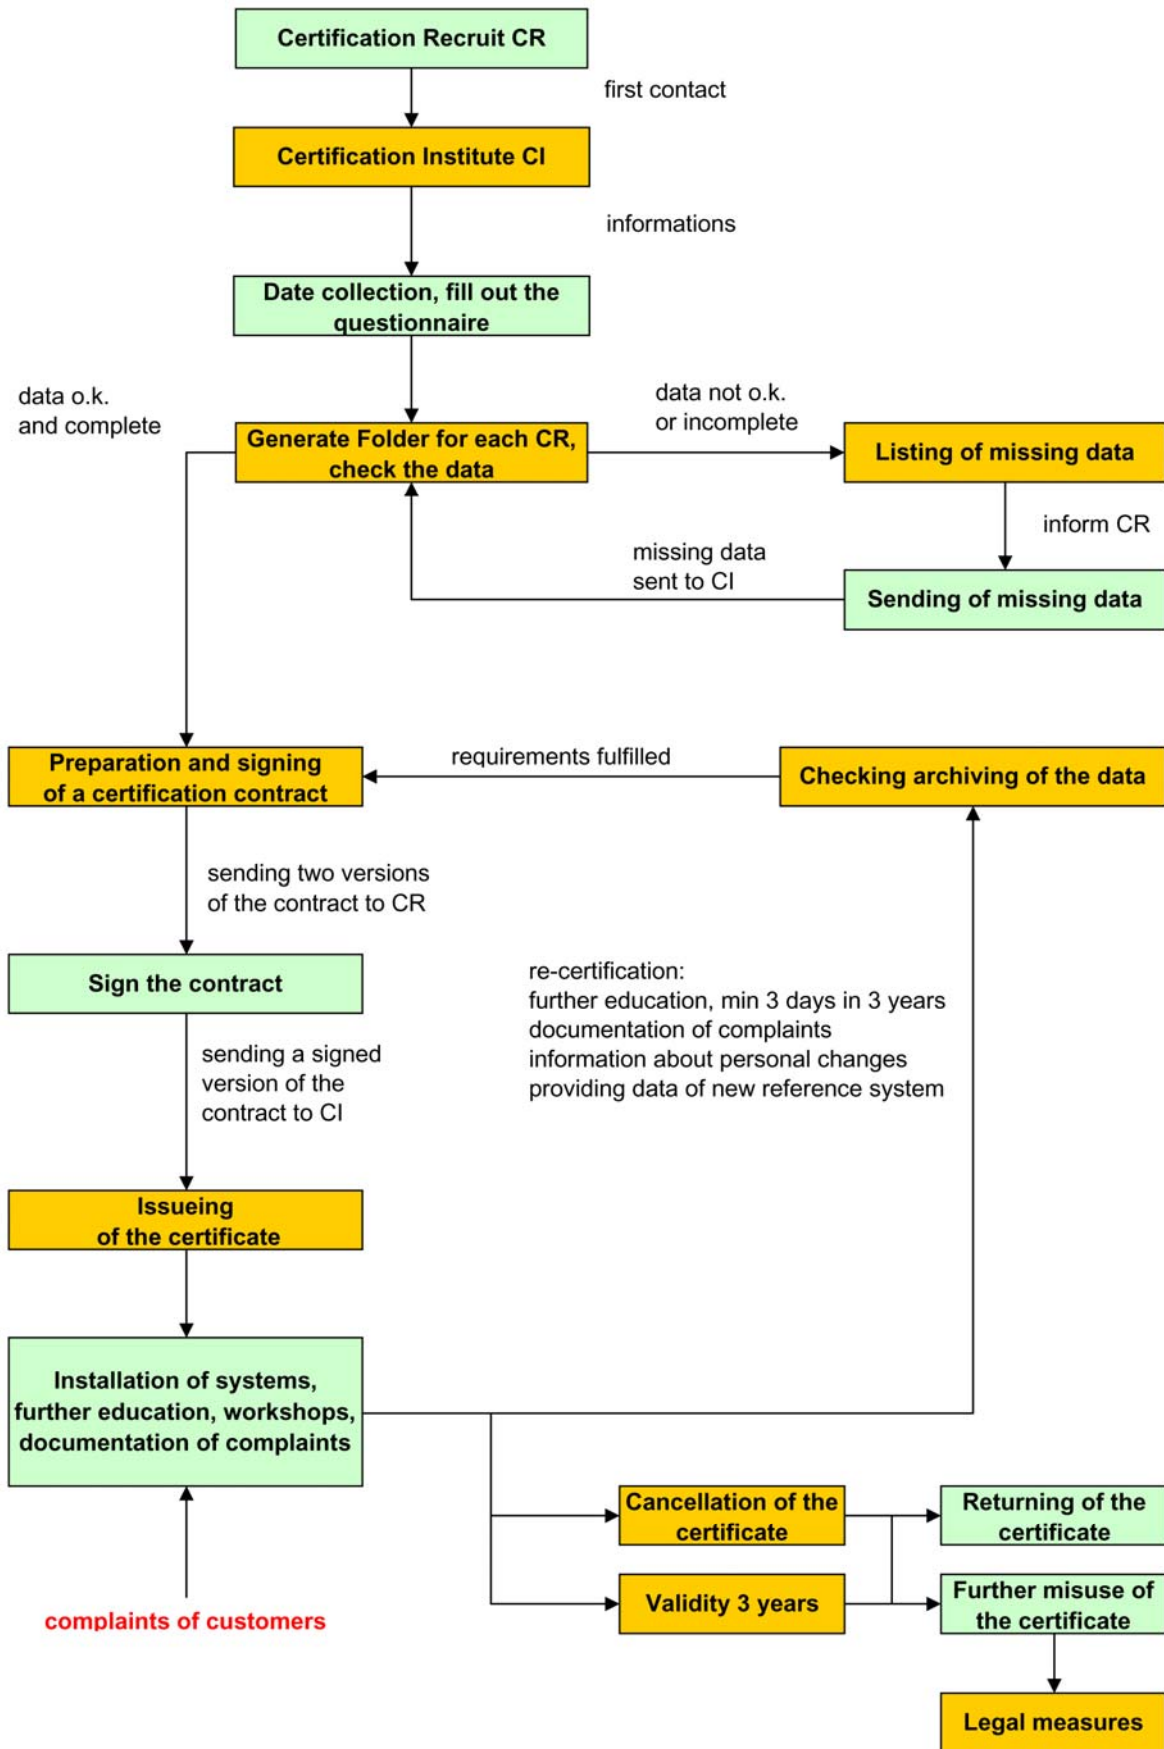 Certification Recruit CR
first contact
Certification Institute CI
informations
Date collection, fill out the
questionnaire
data o.k.
and complete
data not o.k.
or incomplete
Generate Folder for each CR,
check the data
Listing of missing data
inform CR
missing data
sent to CI
Sending of missing data
Preparation and signing
of a certification contract
requirements fulfilled
Checking archiving of the data
sending two versions
of the contract to CR
Sign the contract
re-certification:
further education, min 3 days in 3 years
documentation of complaints
information about personal changes
providing data of new reference system
sending a signed
version of the
contract to CI
Issueing
of the certificate
Installation of systems,
further education, workshops,
documentation of complaints
Cancellation of the
certificate
Returning of the
certificate
Validity 3 years
Further misuse of
the certificate
complaints of customers
Legal measures